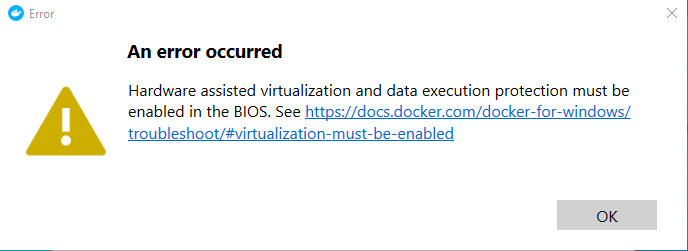 Error
An error occurred
Hardware assisted virtualization and data execution protection must be
enabled in the BIOS. See https://docs.docker.com/docker-for-windows/
troubleshoot/#virtualization-must-be-enabled
OK